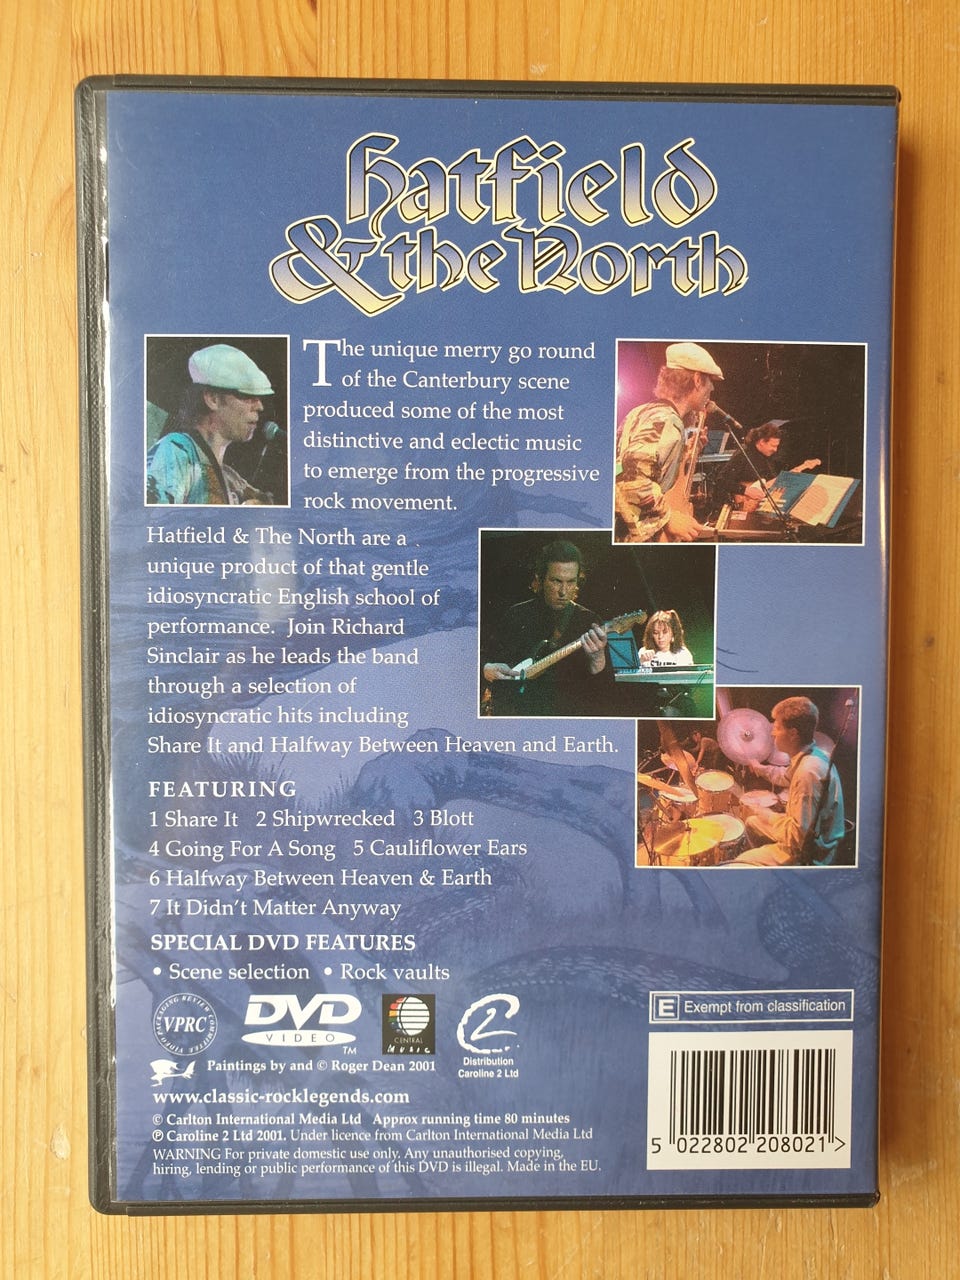 Hatfield
& the North
The unique merry go round
of the Canterbury scene
produced some of the most
distinctive and eclectic music
to emerge from the progressive
rock movement.
Hatfield & The North are a
unique product of that gentle
idiosyncratic English school of
performance. Join Richard
Sinclair as he leads the band
through a selection of
idiosyncratic hits including
Share It and Halfway Between Heaven and Earth.
FEATURING
1 Share It 2 Shipwrecked 3 Blott
4 Going For A Song 5 Cauliflower Ears
6 Halfway Between Heaven & Earth
7 It Didn't Matter Anyway
SPECIAL DVD FEATURES
• Scene selection • Rock vaults
VIDEO PACKAGING REVIEW COMMITTEE
VPRC
DVD
VIDEO
TM
CENTRAL
MUSIC
2
Distribution
Caroline 2 Ltd
E Exempt from classification
Paintings by and © Roger Dean 2001
www.classic-rocklegends.com
© Carlton International Media Ltd Approx running time 80 minutes
℗ Caroline 2 Ltd 2001. Under licence from Carlton International Media Ltd
WARNING For private domestic use only. Any unauthorised copying,
hiring, lending or public performance of this DVD is illegal. Made in the EU.
5 022802 208021 >